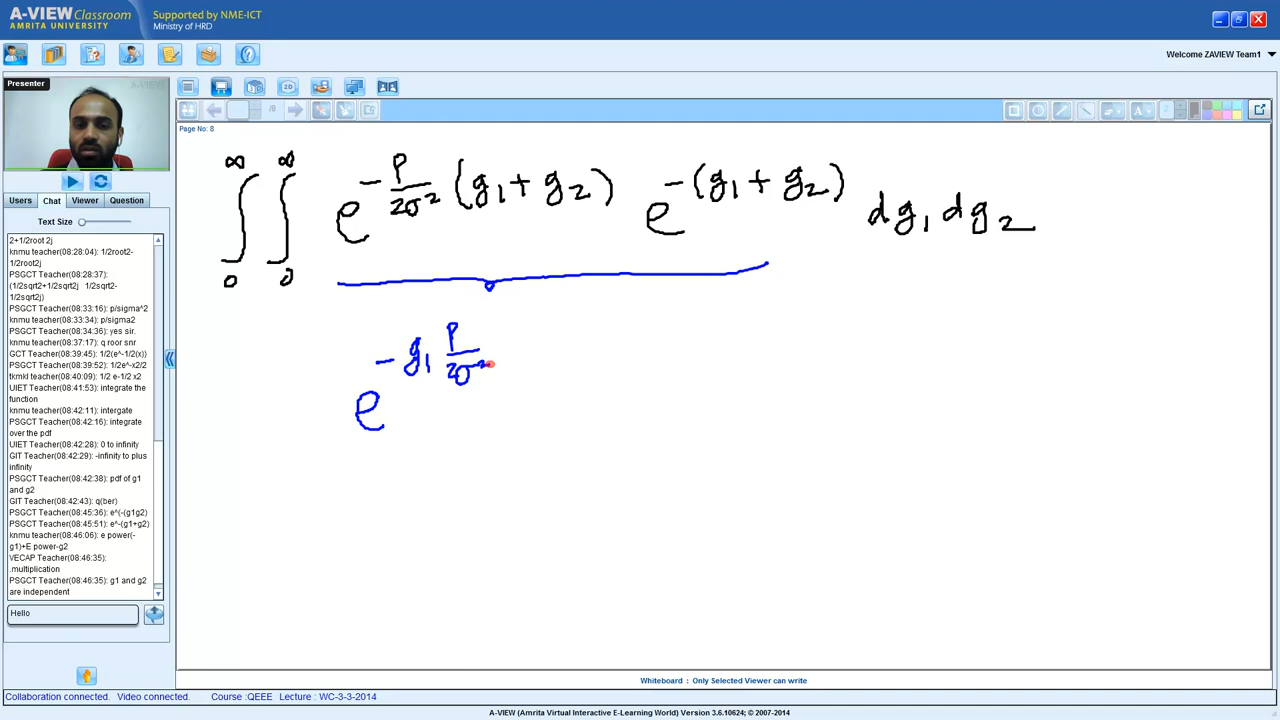 A-VIEW Classroom
AMRITA UNIVERSITY
Supported by NME-ICT
Ministry of HRD
Welcome ZAVIEW Team1
Presenter
A-VIEW
2D
/8
A
2
Page No: 8
Users Chat Viewer Question
Text Size
2+1/2root 2j
knmu teacher(08:28:04): 1/2root2-
1/2root2j
PSGCT Teacher(08:28:37):
(1/2sqrt2+1/2sqrt2j 1/2sqrt2-
1/2sqrt2j)
PSGCT Teacher(08:33:16): p/sigma^2
knmu teacher(08:33:34): p/sigma2
PSGCT Teacher(08:34:36): yes sir.
knmu teacher(08:37:17): q roor snr
GCT Teacher(08:39:45): 1/2(e^-1/2(x))
PSGCT Teacher(08:39:52): 1/2e^-x2/2
tkmkl teacher(08:40:09): 1/2 e-1/2 x2
UIET Teacher(08:41:53): integrate the
function
knmu teacher(08:42:11): intergate
PSGCT Teacher(08:42:16): integrate
over the pdf
UIET Teacher(08:42:28): 0 to infinity
GIT Teacher(08:42:29): -infinity to plus
infinity
PSGCT Teacher(08:42:38): pdf of g1
and g2
GIT Teacher(08:42:43): q(ber)
PSGCT Teacher(08:45:36): e^(-(g1g2)
PSGCT Teacher(08:45:51): e^-(g1+g2)
knmu teacher(08:46:06): e power(-
g1)+E power-g2
VECAP Teacher(08:46:35):
.multiplication
PSGCT Teacher(08:46:35): g1 and g2
are independent
Hello
∫₀^∞ ∫₀^∞ e^{-P/2σ² (g₁+g₂)} e^{-(g₁+g₂)} dg₁ dg₂
e^{-g₁ P/2σ²}
Whiteboard : Only Selected Viewer can write
Collaboration connected. Video connected. Course :QEEE Lecture : WC-3-3-2014
A-VIEW (Amrita Virtual Interactive E-Learning World) Version 3.6.10624; © 2007-2014